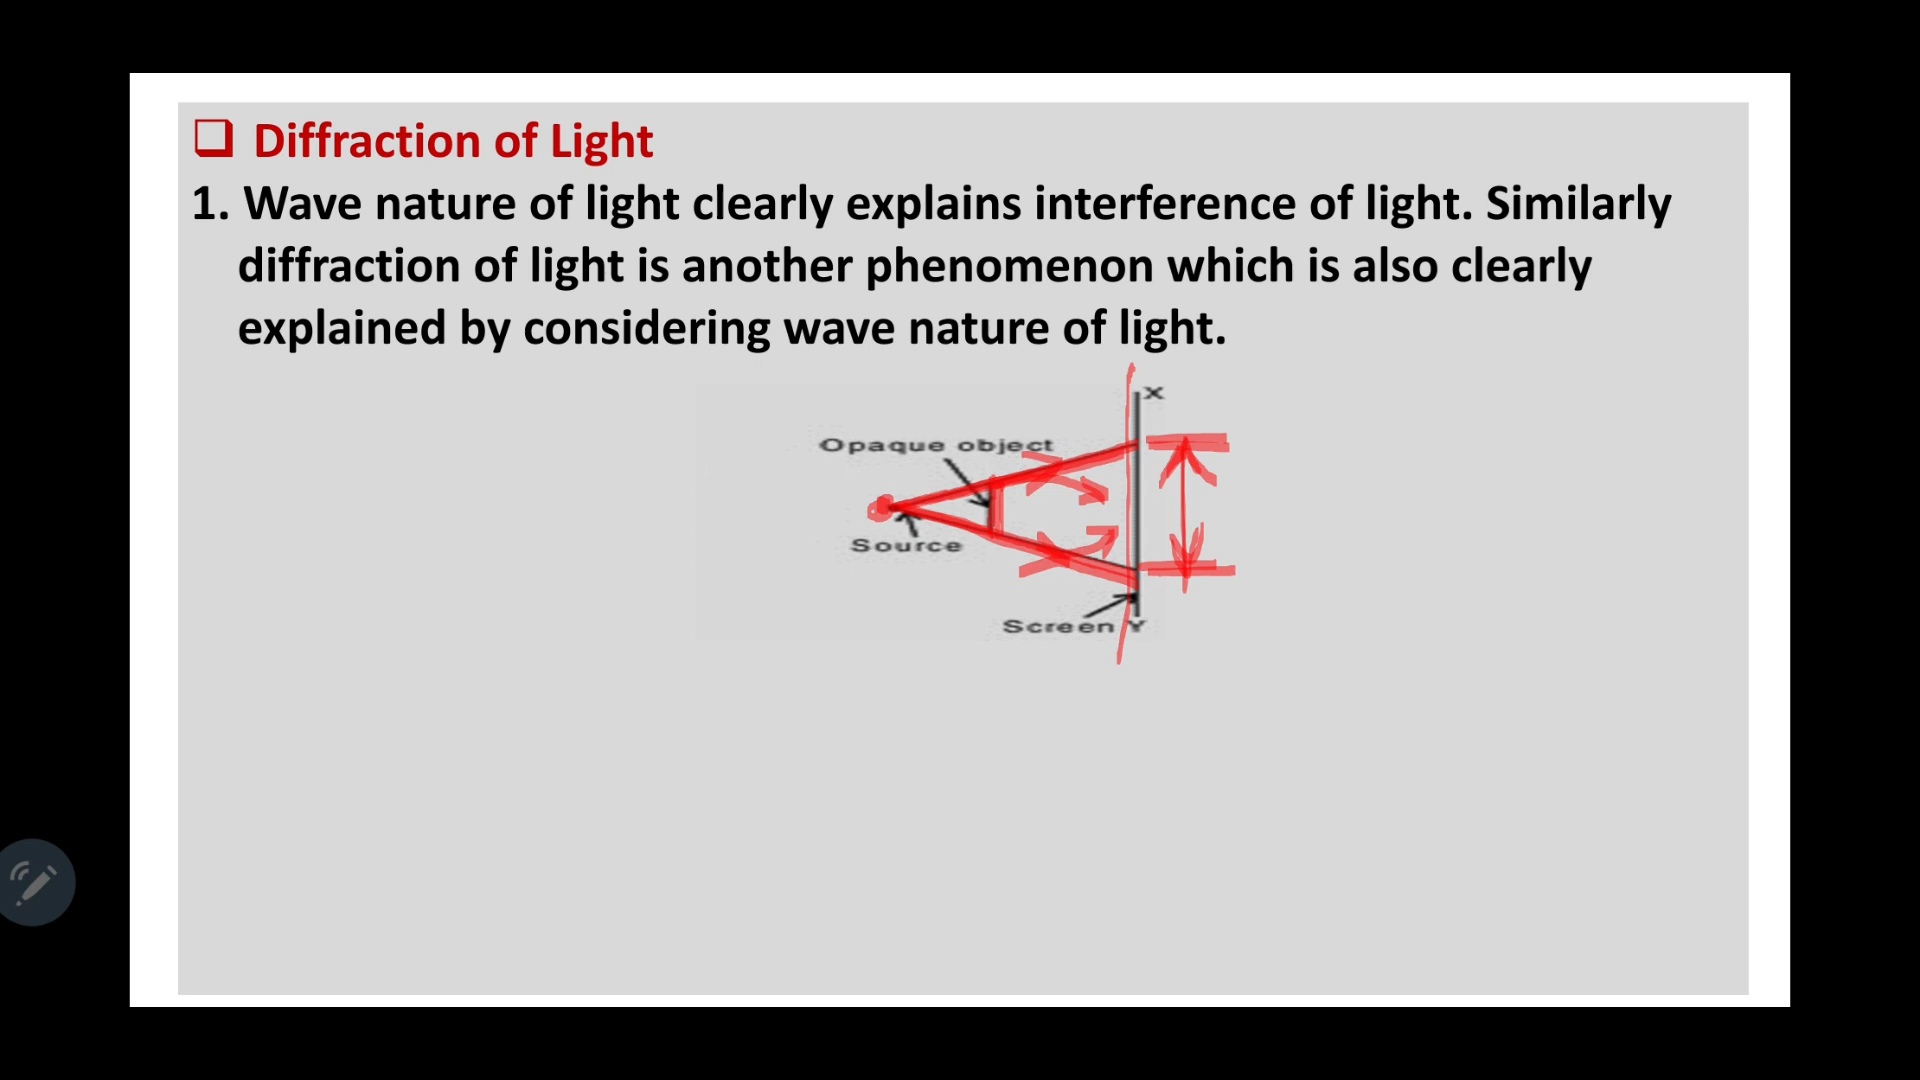 ❑ Diffraction of Light
1. Wave nature of light clearly explains interference of light. Similarly
diffraction of light is another phenomenon which is also clearly
explained by considering wave nature of light.
X
Opaque object
Source
Screen Y